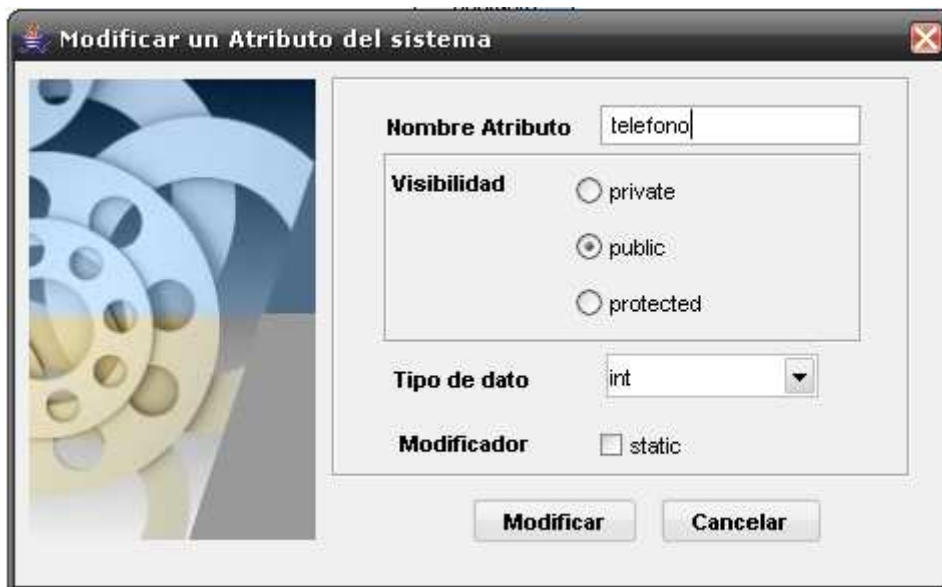 Modificar un Atributo del sistema
Nombre Atributo telefono
Visibilidad
private
public
protected
Tipo de dato int
Modificador static
Modificar Cancelar